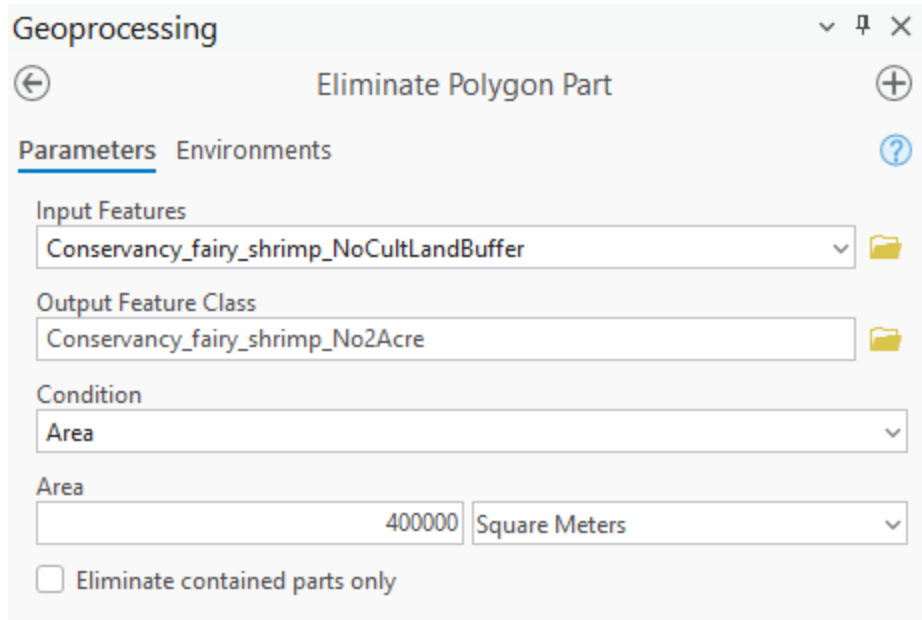 Geoprocessing
Eliminate Polygon Part
Parameters Environments
Input Features
Conservancy_fairy_shrimp_NoCultLandBuffer
Output Feature Class
Conservancy_fairy_shrimp_No2Acre
Condition
Area
Area
400000 Square Meters
Eliminate contained parts only